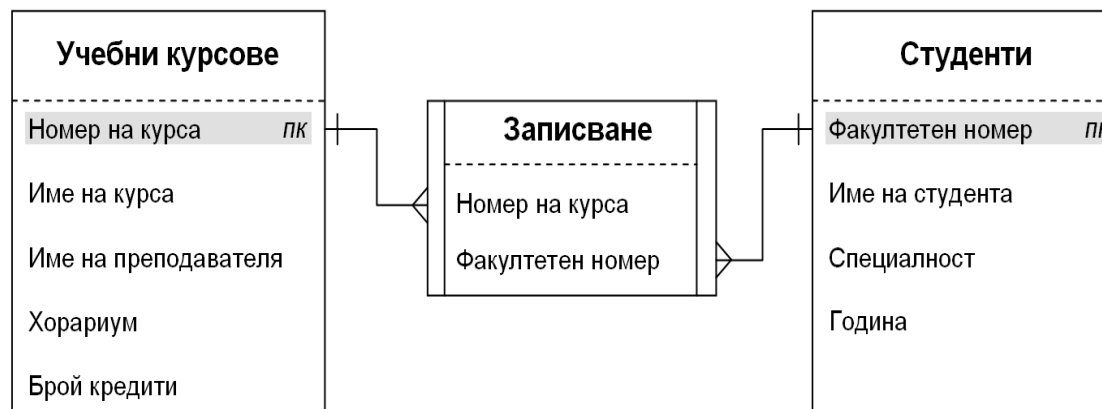 Учебни курсове
Номер на курса пк
Име на курса
Име на преподавателя
Хорариум
Брой кредити
Записване
Номер на курса
Факултетен номер
Студенти
Факултетен номер пк
Име на студента
Специалност
Година